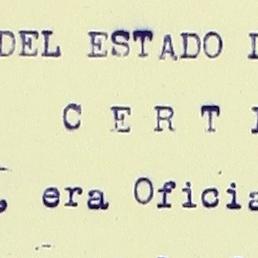 DEL ESTADO D
C E R T I
, era Oficia